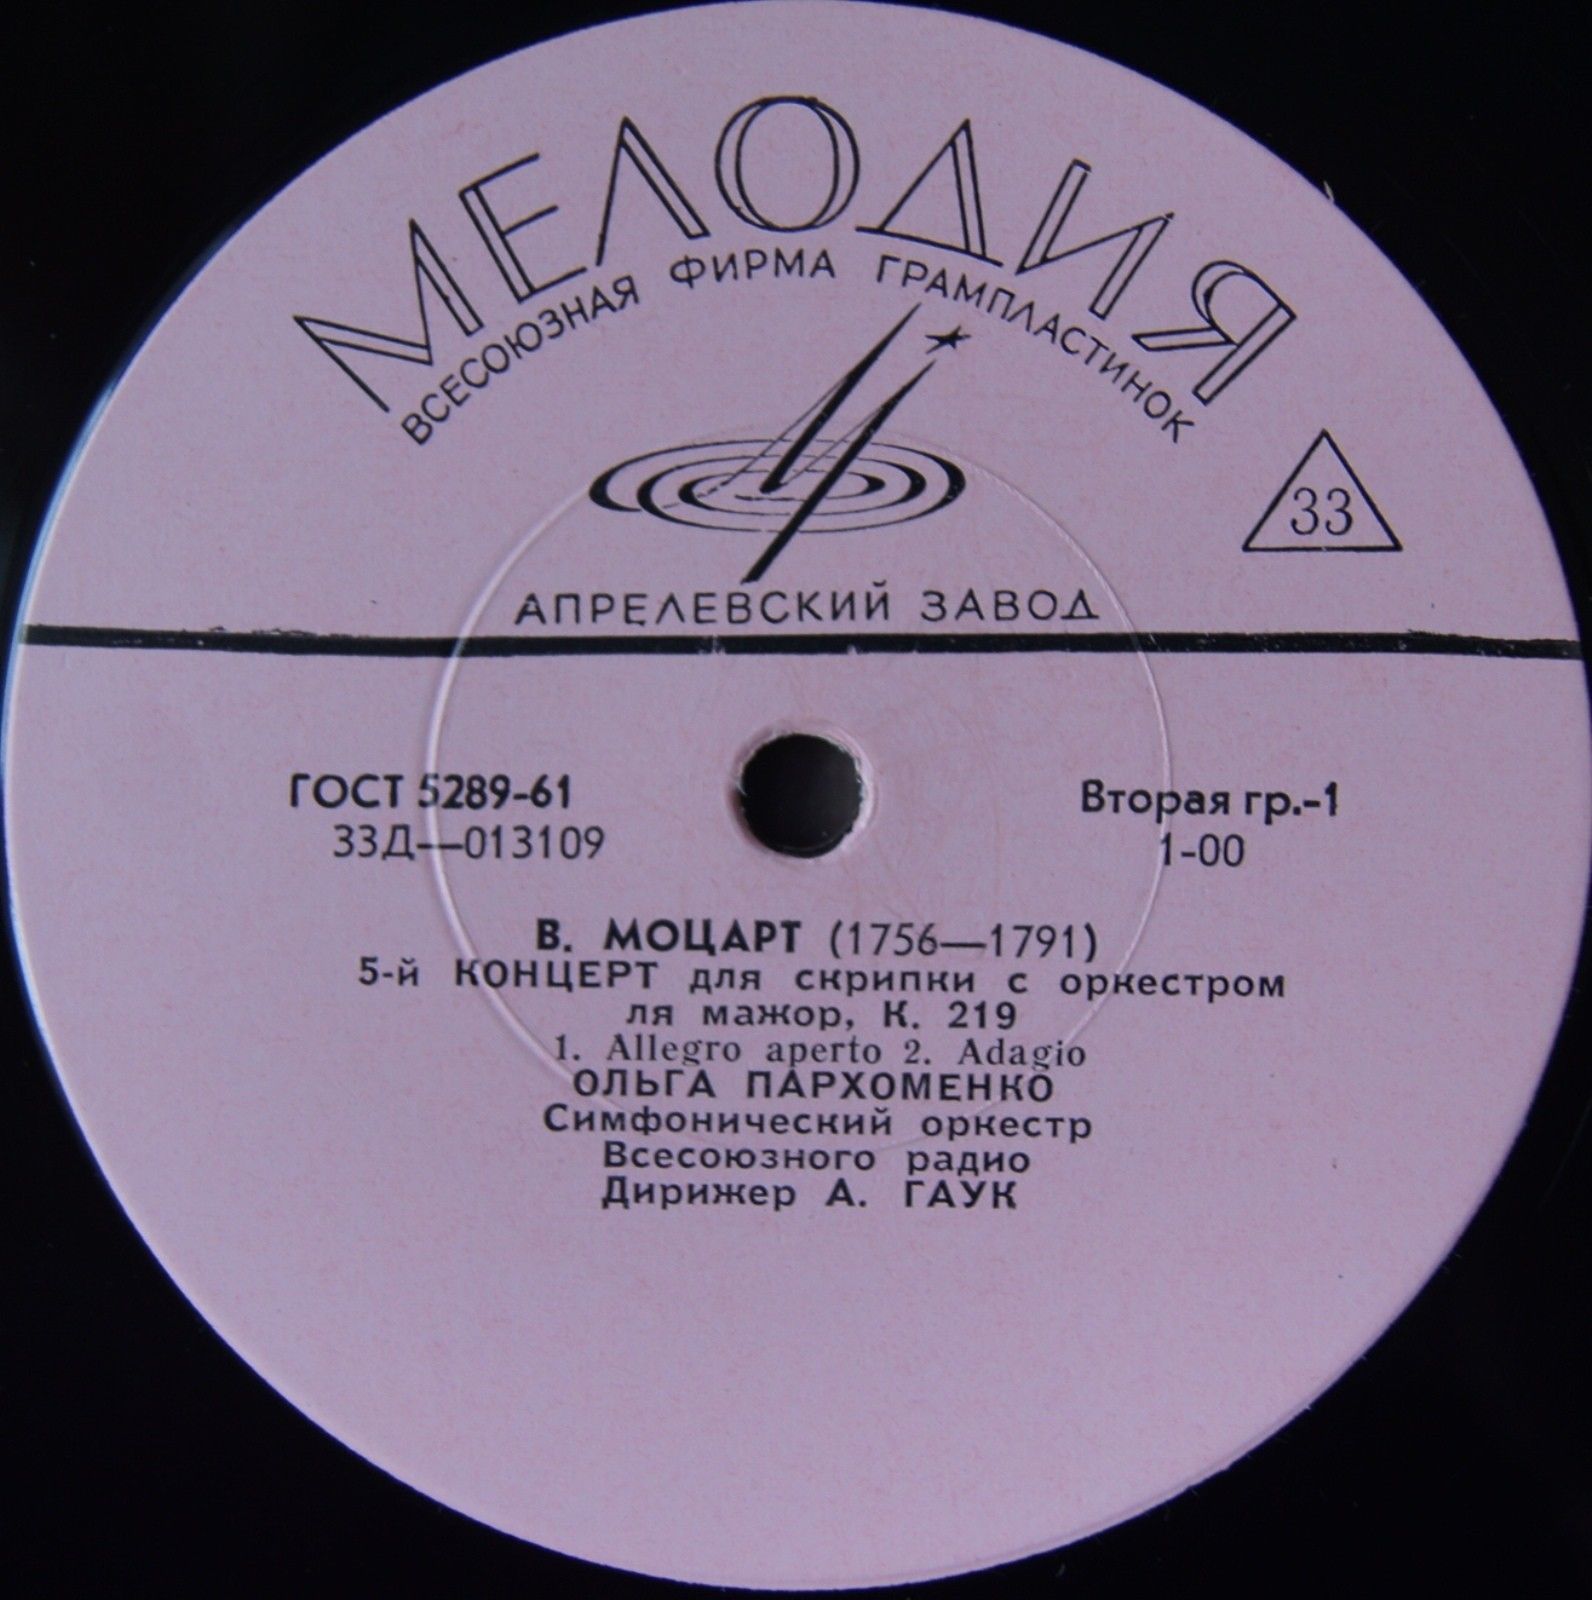 МЕЛОДИЯ
ВСЕСОЮЗНАЯ ФИРМА ГРАМПЛАСТИНОК
33
АПРЕЛЕВСКИЙ ЗАВОД
ГОСТ 5289-61
Вторая гр.-1
33Д—013109
1-00
В. МОЦАРТ (1756—1791)
5-й КОНЦЕРТ для скрипки с оркестром
ля мажор, К. 219
1. Allegro aperto 2. Adagio
ОЛЬГА ПАРХОМЕНКО
Симфонический оркестр
Всесоюзного радио
Дирижер А. ГАУК